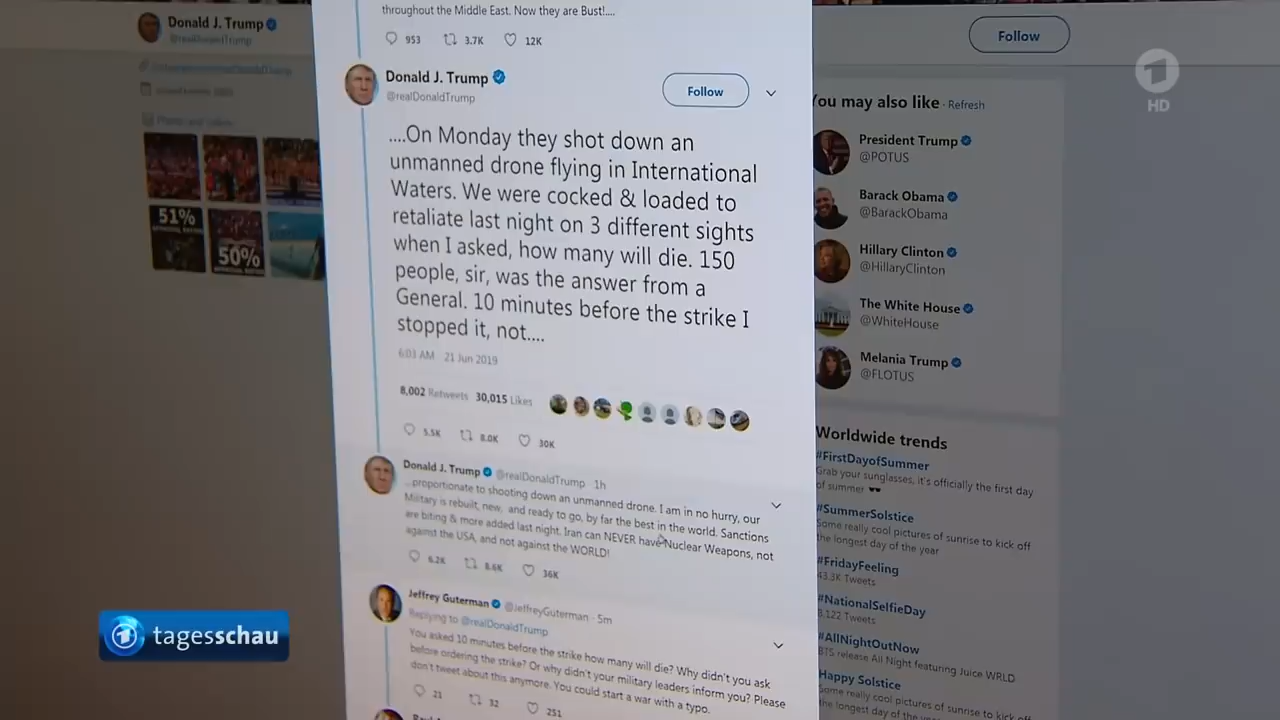 Donald J. Trump
@realDonaldTrump
51%
50%
throughout the Middle East. Now they are Bust!....
953 3.7K 12K
Donald J. Trump
@realDonaldTrump
Follow
....On Monday they shot down an
unmanned drone flying in International
Waters. We were cocked & loaded to
retaliate last night on 3 different sights
when I asked, how many will die. 150
people, sir, was the answer from a
General. 10 minutes before the strike I
stopped it, not....
6:03 AM 21 Jun 2019
8,002 Retweets 30,015 Likes
5.5K 8.0K 30K
Donald J. Trump @realDonaldTrump · 1h
...proportionate to shooting down an unmanned drone. I am in no hurry, our
Military is rebuilt, new, and ready to go, by far the best in the world. Sanctions
are biting & more added last night. Iran can NEVER have Nuclear Weapons, not
against the USA, and not against the WORLD!
6.2K 8.6K 36K
Jeffrey Guterman @JeffreyGuterman · 5m
Replying to @realDonaldTrump
You asked 10 minutes before the strike how many will die? Why didn't you ask
before ordering the strike? Or why didn't your military leaders inform you? Please
don't tweet about this anymore. You could start a war with a typo.
21 32 251
Follow
You may also like · Refresh
President Trump
@POTUS
Barack Obama
@BarackObama
Hillary Clinton
@HillaryClinton
The White House
@WhiteHouse
Melania Trump
@FLOTUS
Worldwide trends
#FirstDayofSummer
Grab your sunglasses, it's officially the first day
of summer
#SummerSolstice
Some really cool pictures of sunrise to kick off
the longest day of the year
#FridayFeeling
43.3K Tweets
#NationalSelfieDay
8,122 Tweets
#AllNightOutNow
BTS release All Night featuring Juice WRLD
Happy Solstice
Some really cool pictures of sunrise to kick off
the longest day of the
1
HD
tagesschau